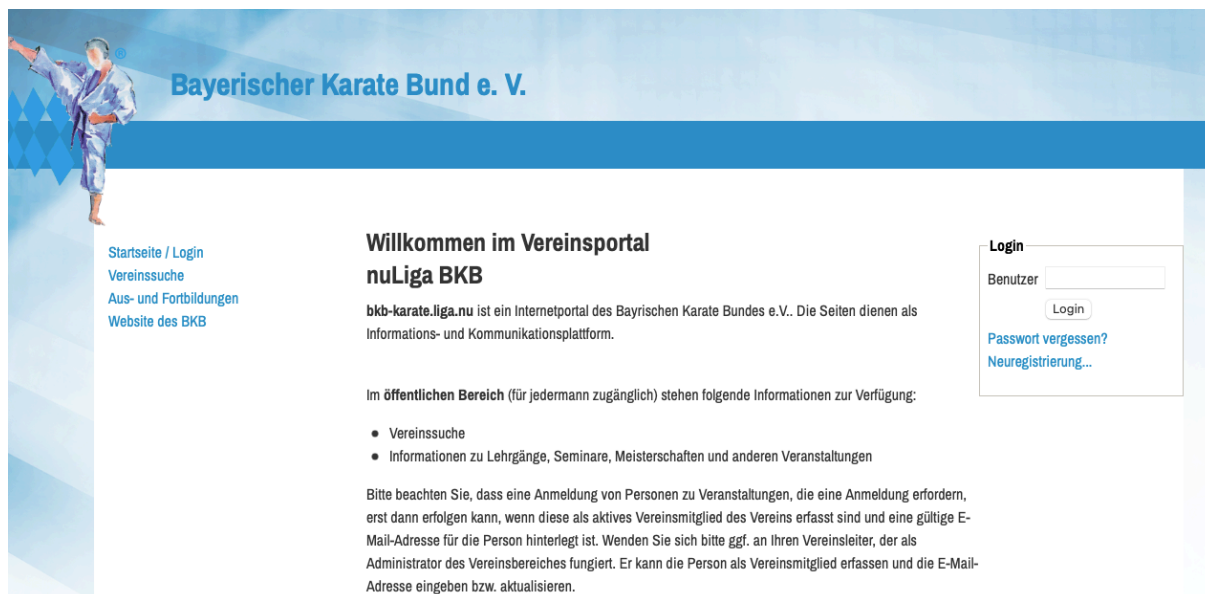 ®
Bayerischer Karate Bund e. V.
Startseite / Login
Vereinssuche
Aus- und Fortbildungen
Website des BKB
Willkommen im Vereinsportal
nuLiga BKB
bkb-karate.liga.nu ist ein Internetportal des Bayrischen Karate Bundes e.V.. Die Seiten dienen als
Informations- und Kommunikationsplattform.
Im öffentlichen Bereich (für jedermann zugänglich) stehen folgende Informationen zur Verfügung:
● Vereinssuche
● Informationen zu Lehrgänge, Seminare, Meisterschaften und anderen Veranstaltungen
Bitte beachten Sie, dass eine Anmeldung von Personen zu Veranstaltungen, die eine Anmeldung erfordern,
erst dann erfolgen kann, wenn diese als aktives Vereinsmitglied des Vereins erfasst sind und eine gültige E-
Mail-Adresse für die Person hinterlegt ist. Wenden Sie sich bitte ggf. an Ihren Vereinsleiter, der als
Administrator des Vereinsbereiches fungiert. Er kann die Person als Vereinsmitglied erfassen und die E-Mail-
Adresse eingeben bzw. aktualisieren.
Login
Benutzer
Login
Passwort vergessen?
Neuregistrierung...